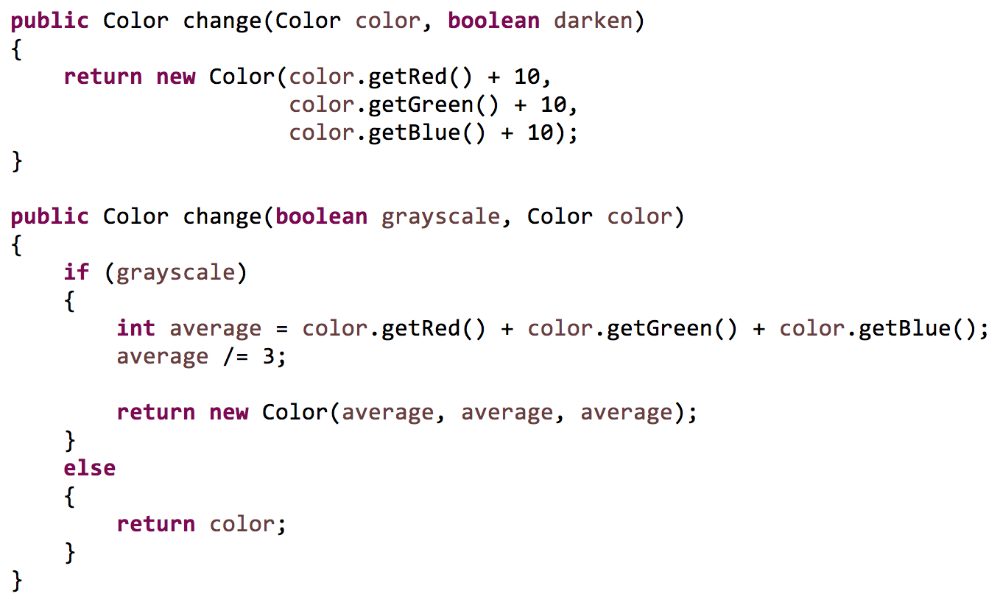 public Color change(Color color, boolean darken)
{
    return new Color(color.getRed() + 10,
                     color.getGreen() + 10,
                     color.getBlue() + 10);
}

public Color change(boolean grayscale, Color color)
{
    if (grayscale)
    {
        int average = color.getRed() + color.getGreen() + color.getBlue();
        average /= 3;

        return new Color(average, average, average);
    }
    else
    {
        return color;
    }
}